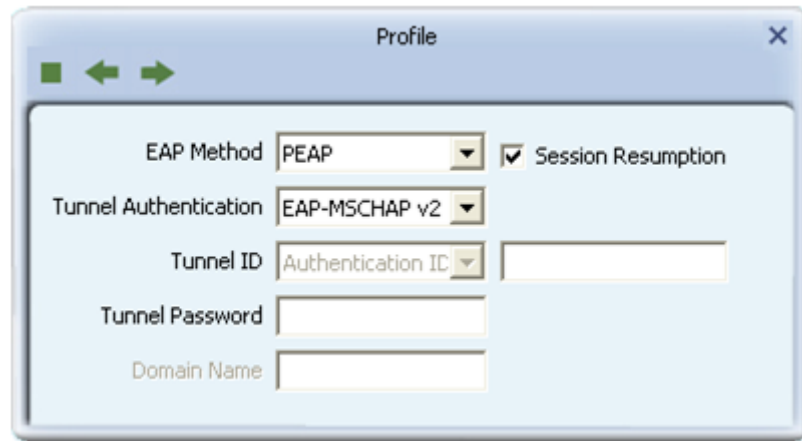 Profile
EAP Method PEAP Session Resumption
Tunnel Authentication EAP-MSCHAP v2
Tunnel ID Authentication ID
Tunnel Password
Domain Name